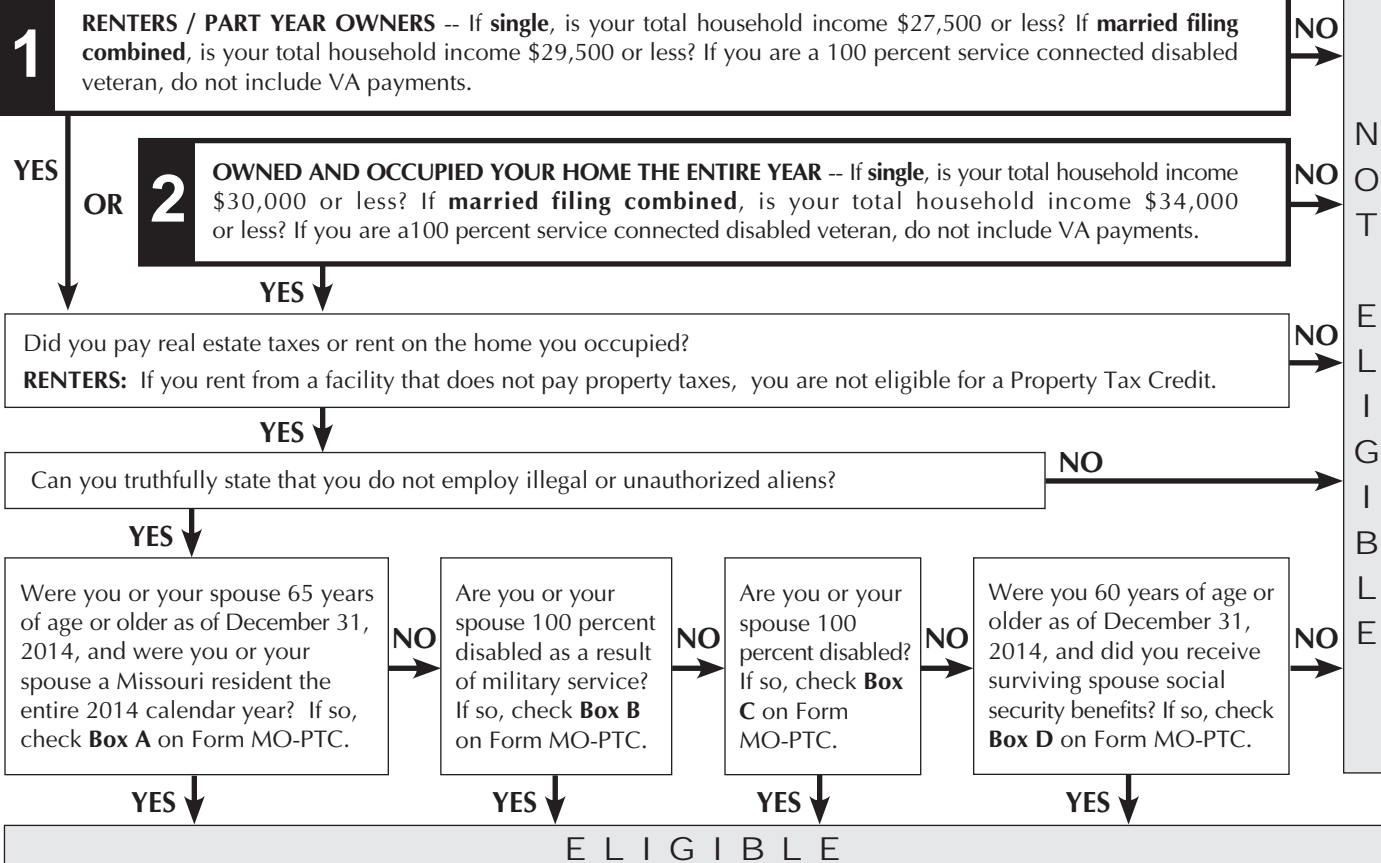 1
RENTERS / PART YEAR OWNERS -- If single, is your total household income $27,500 or less? If married filing
combined, is your total household income $29,500 or less? If you are a 100 percent service connected disabled
veteran, do not include VA payments.
NO
YES
OR
2
OWNED AND OCCUPIED YOUR HOME THE ENTIRE YEAR -- If single, is your total household income
$30,000 or less? If married filing combined, is your total household income $34,000
or less? If you are a100 percent service connected disabled veteran, do not include VA payments.
NO
YES
Did you pay real estate taxes or rent on the home you occupied?
RENTERS: If you rent from a facility that does not pay property taxes, you are not eligible for a Property Tax Credit.
NO
YES
Can you truthfully state that you do not employ illegal or unauthorized aliens?
NO
YES
Were you or your spouse 65 years
of age or older as of December 31,
2014, and were you or your
spouse a Missouri resident the
entire 2014 calendar year? If so,
check Box A on Form MO-PTC.
NO
Are you or your
spouse 100 percent
disabled as a result
of military service?
If so, check Box B
on Form MO-PTC.
NO
Are you or your
spouse 100
percent disabled?
If so, check Box
C on Form
MO-PTC.
NO
Were you 60 years of age or
older as of December 31,
2014, and did you receive
surviving spouse social
security benefits? If so, check
Box D on Form MO-PTC.
NO
YES
YES
YES
YES
NOT ELIGIBLE
ELIGIBLE